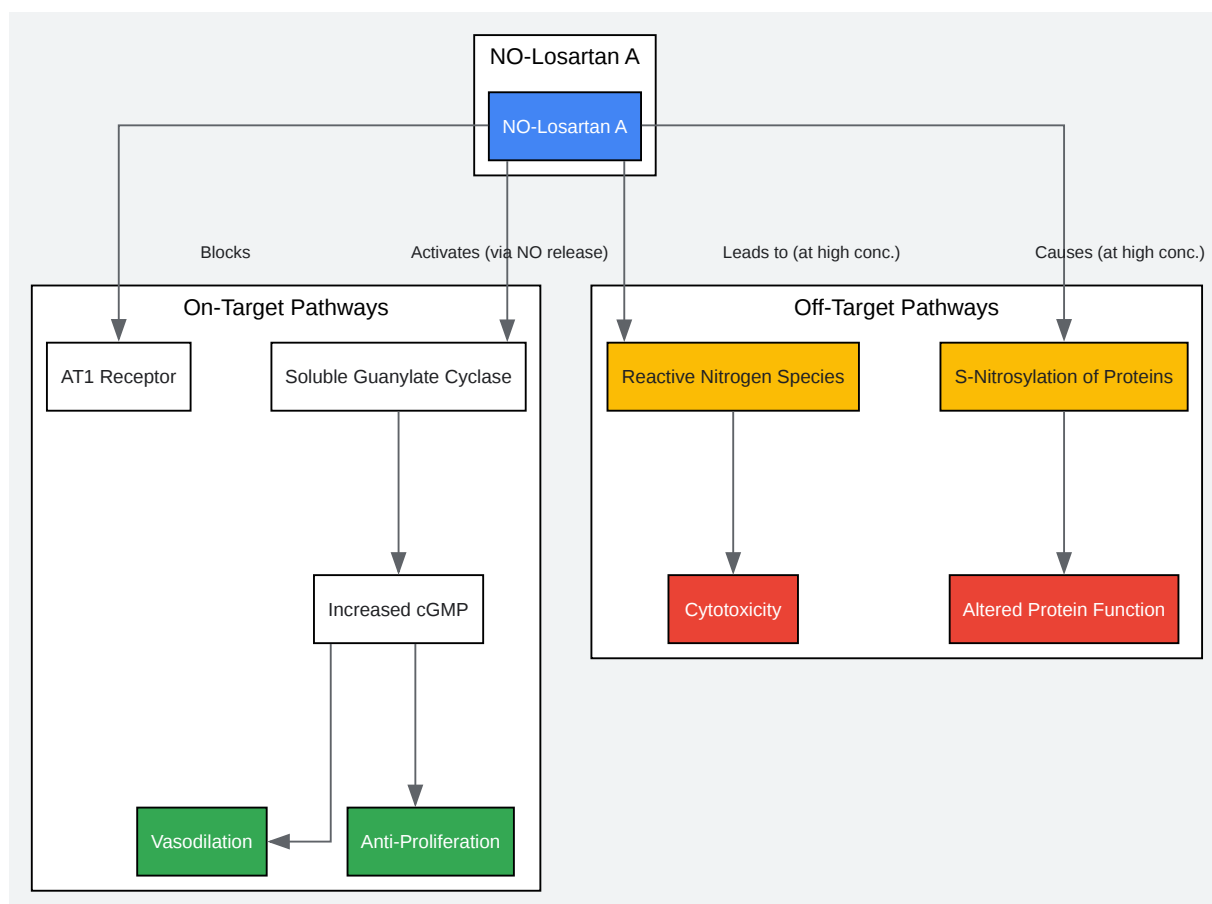 NO-Losartan A
NO-Losartan A
Blocks
Activates (via NO release)
Leads to (at high conc.)
Causes (at high conc.)
On-Target Pathways
Off-Target Pathways
AT1 Receptor
Soluble Guanylate Cyclase
Reactive Nitrogen Species
S-Nitrosylation of Proteins
Increased cGMP
Cytotoxicity
Altered Protein Function
Vasodilation
Anti-Proliferation